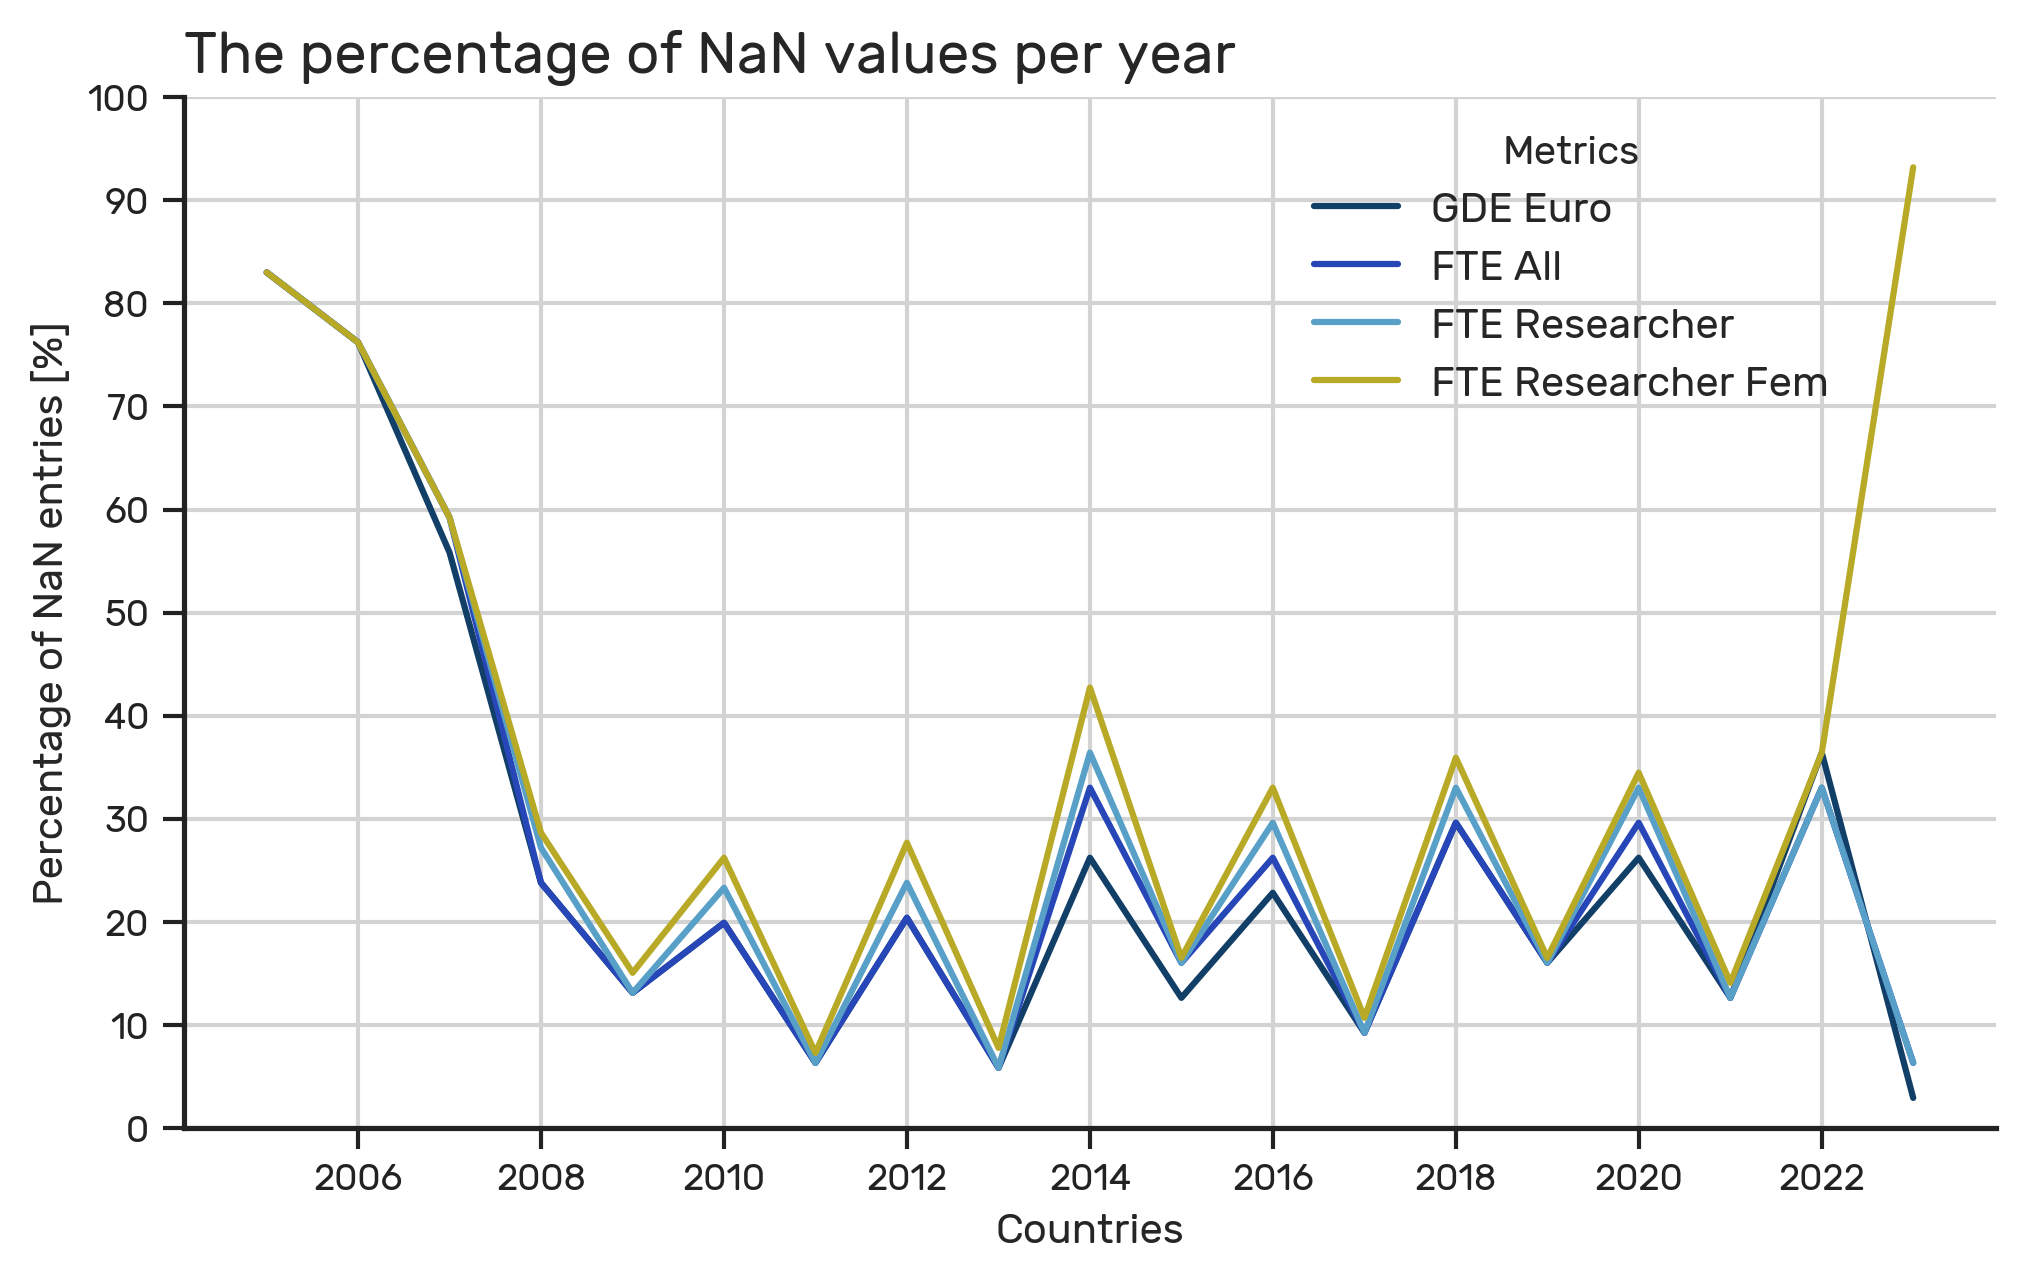 The percentage of NaN values per year
100
90
80
70
60
50
40
30
20
10
0
Percentage of NaN entries [%]
Metrics
GDE Euro
FTE All
FTE Researcher
FTE Researcher Fem
2006 2008 2010 2012 2014 2016 2018 2020 2022
Countries